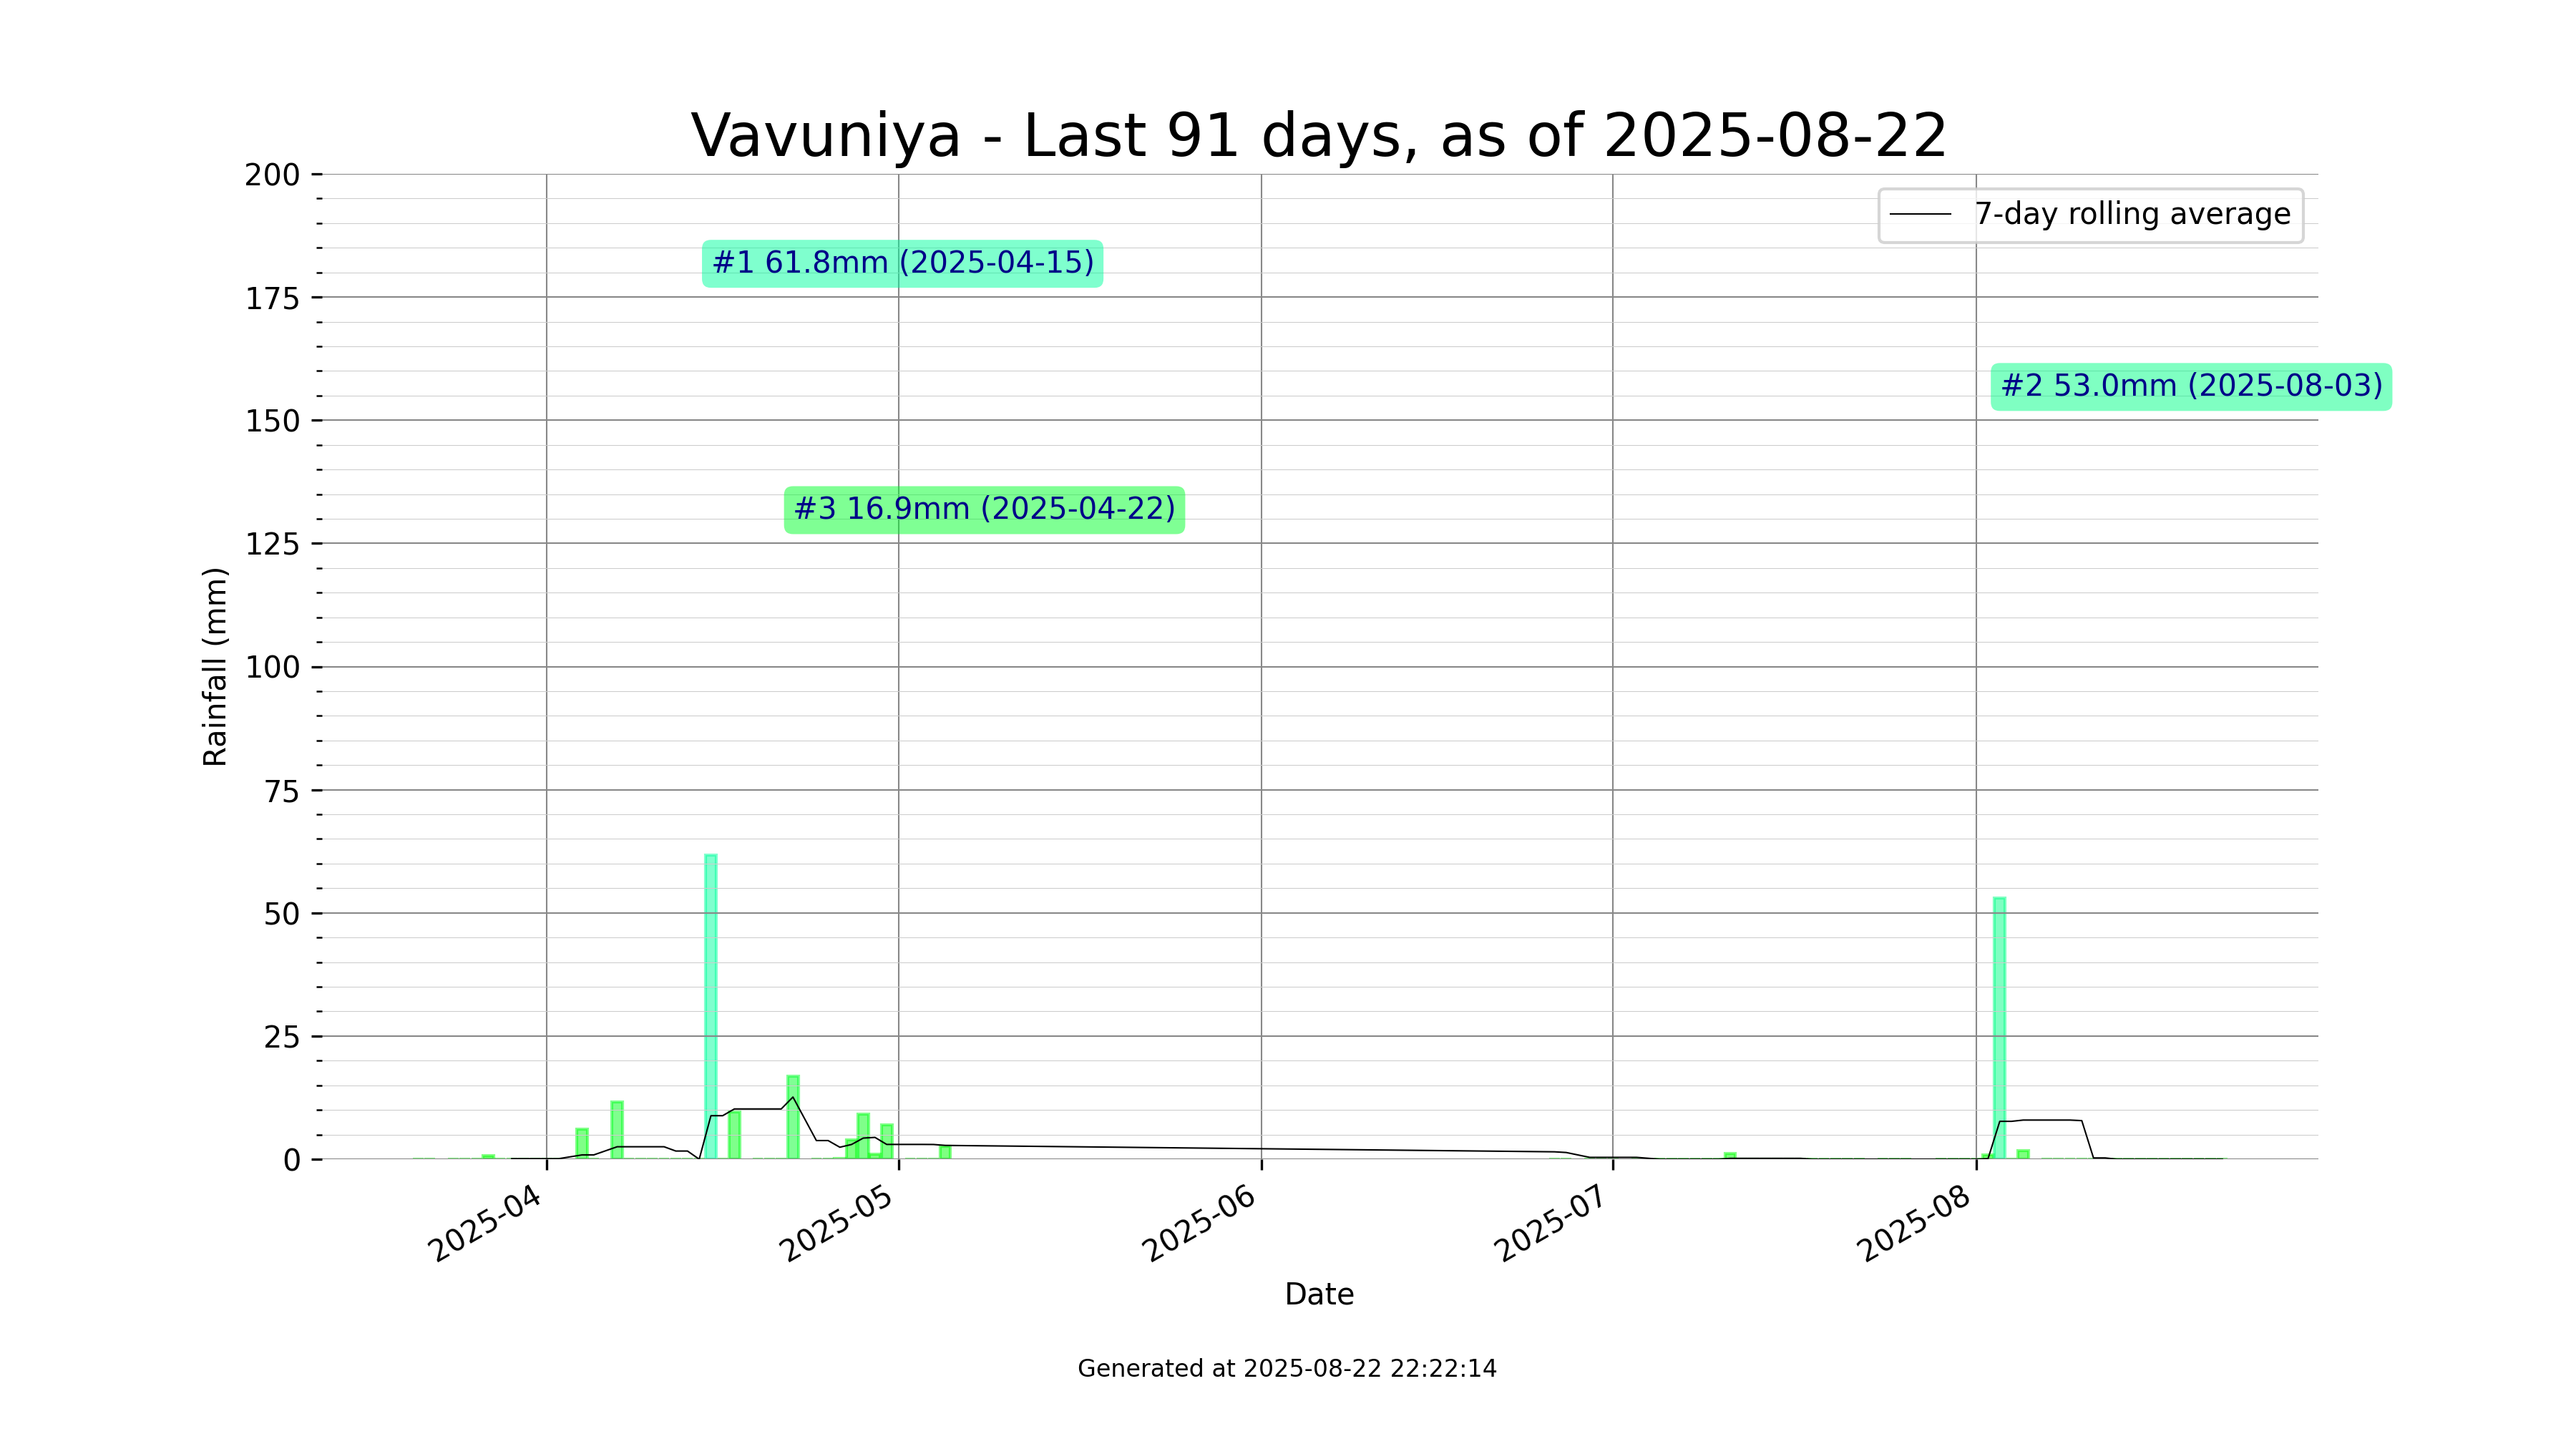 Vavuniya - Last 91 days, as of 2025-08-22
7-day rolling average
#1 61.8mm (2025-04-15)
#2 53.0mm (2025-08-03)
#3 16.9mm (2025-04-22)
Rainfall (mm)
200
175
150
125
100
75
50
25
0
2025-04
2025-05
2025-06
2025-07
2025-08
Date
Generated at 2025-08-22 22:22:14